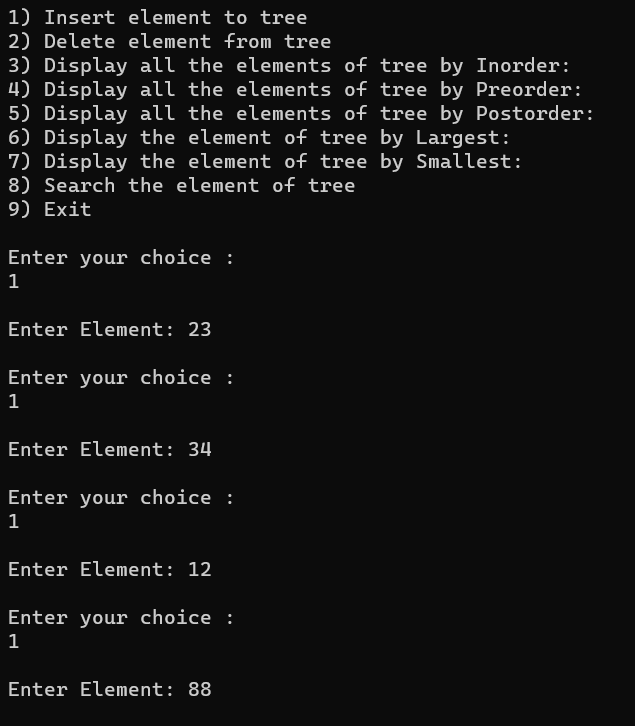 1) Insert element to tree
2) Delete element from tree
3) Display all the elements of tree by Inorder:
4) Display all the elements of tree by Preorder:
5) Display all the elements of tree by Postorder:
6) Display the element of tree by Largest:
7) Display the element of tree by Smallest:
8) Search the element of tree
9) Exit
Enter your choice :
1
Enter Element: 23
Enter your choice :
1
Enter Element: 34
Enter your choice :
1
Enter Element: 12
Enter your choice :
1
Enter Element: 88